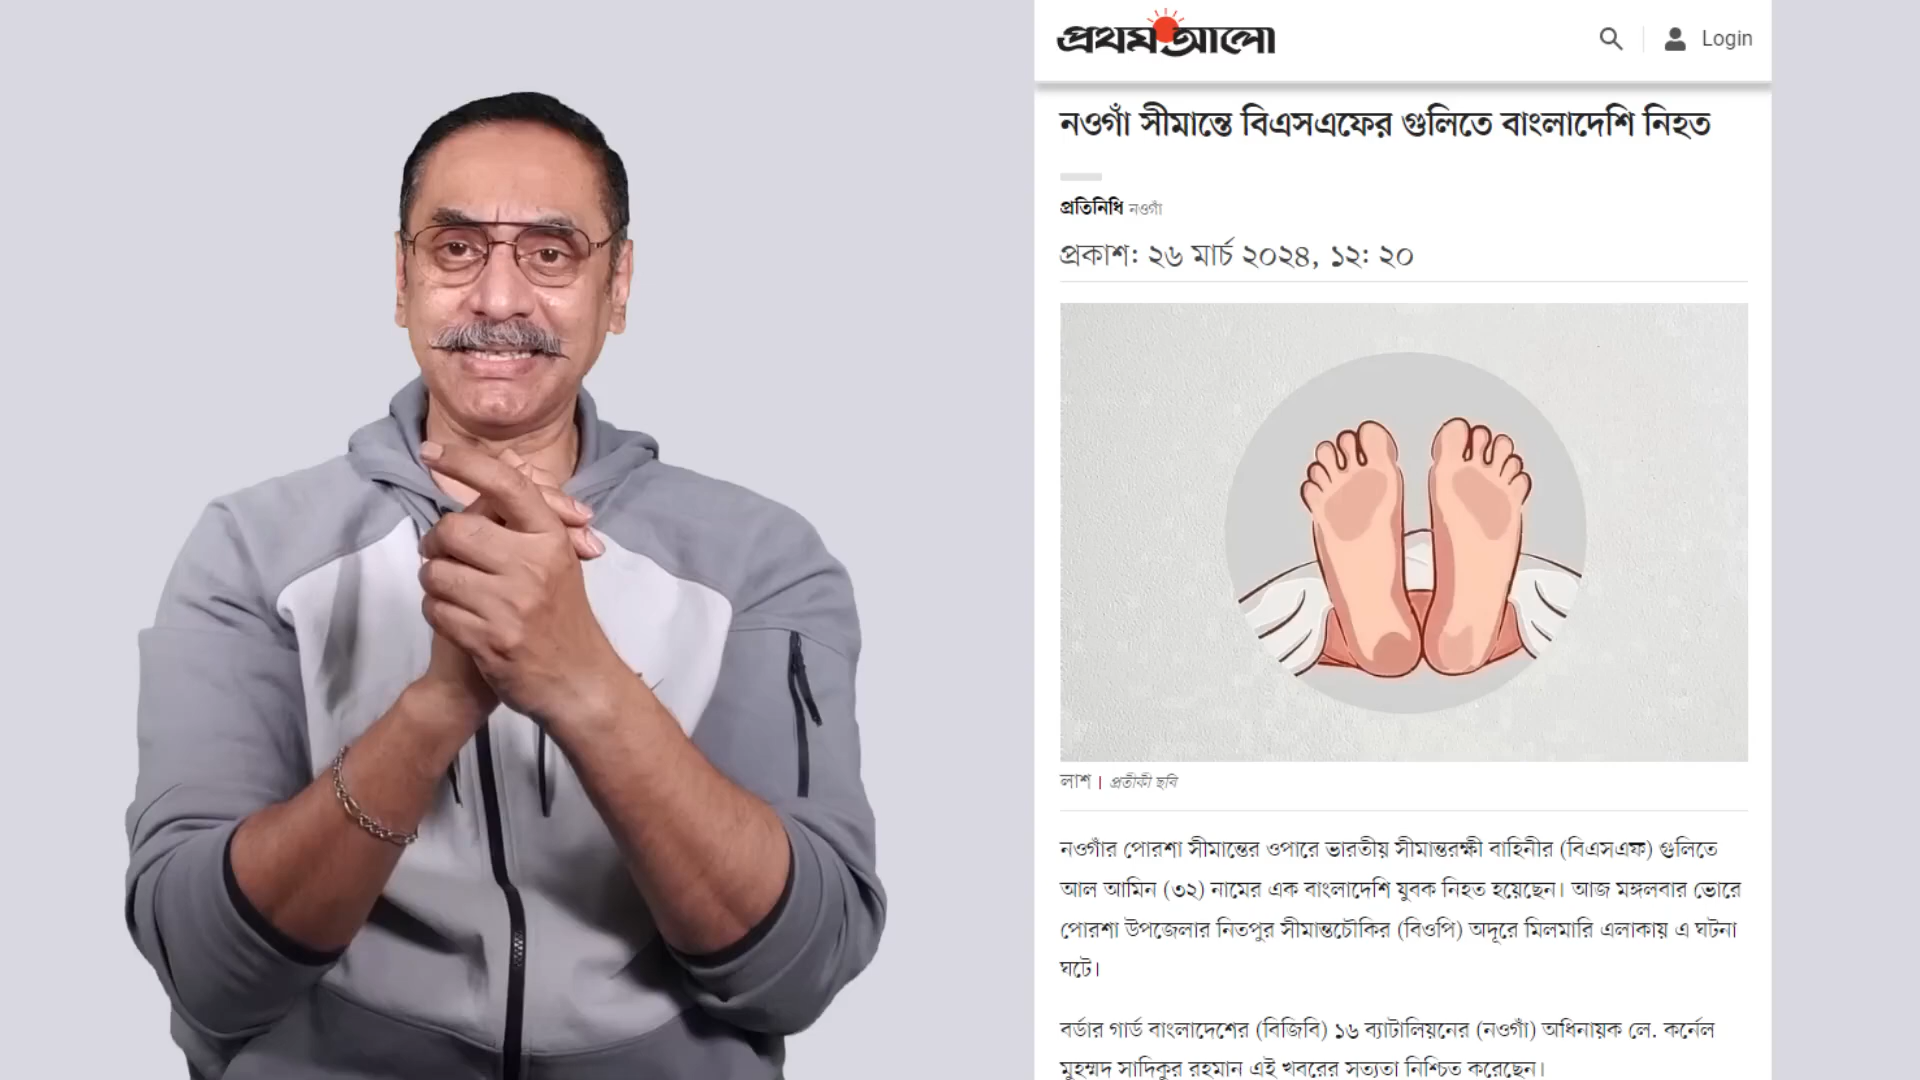 প্রথম আলো
Login
নওগাঁ সীমান্তে বিএসএফের গুলিতে বাংলাদেশি নিহত
প্রতিনিধি নওগাঁ
প্রকাশ: ২৬ মার্চ ২০২৪, ১২: ২০
লাশ। প্রতীকী ছবি
নওগাঁর পোরশা সীমান্তের ওপারে ভারতীয় সীমান্তরক্ষী বাহিনীর (বিএসএফ) গুলিতে
আল আমিন (৩২) নামের এক বাংলাদেশি যুবক নিহত হয়েছেন। আজ মঙ্গলবার ভোরে
পোরশা উপজেলার নিতপুর সীমান্তচৌকির (বিওপি) অদূরে মিলমারি এলাকায় এ ঘটনা
ঘটে।
বর্ডার গার্ড বাংলাদেশের (বিজিবি) ১৬ ব্যাটালিয়নের (নওগাঁ) অধিনায়ক লে. কর্নেল
মুহম্মদ সাদিকুর রহমান এই খবরের সত্যতা নিশ্চিত করেছেন।